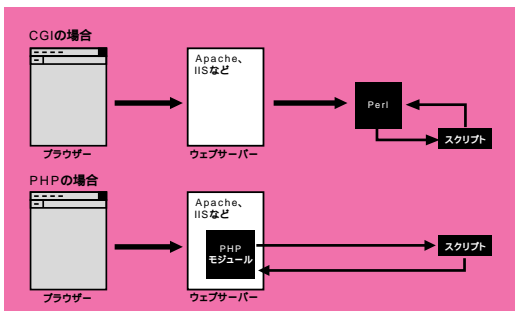 CGIの場合
Apache、
IISなど
Perl
スクリプト
ブラウザー
ウェブサーバー
PHPの場合
Apache、
IISなど
PHP
モジュール
スクリプト
ブラウザー
ウェブサーバー